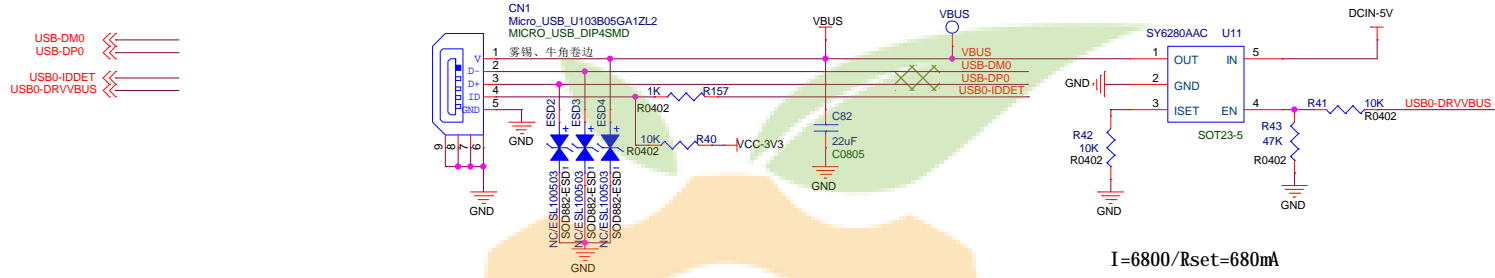 CN1
Micro_USB_U103B05GA1ZL2
MICRO_USB_DIP4SMD
USB-DM0
USB-DP0
USB0-IDDET
USB0-DRVVBUS
V
D-
D+
ID
GND
1
2
3
4
5
雾锡、牛角卷边
9
8
7
6
GND
GND
ESD2
ESD3
ESD4
NC/ESL100503
SOD882-ESD1
NC/ESL100503
SOD882-ESD1
NC/ESL100503
SOD882-ESD1
GND
1K
R157
R0402
10K
R40
R0402
VCC-3V3
VBUS
VBUS
VBUS
USB-DM0
USB-DP0
USB0-IDDET
C82
22uF
C0805
GND
SY6280AAC
U11
DCIN-5V
1
OUT
IN
5
GND
2
GND
3
ISET
EN
4
SOT23-5
R42
10K
R0402
GND
R43
47K
R0402
GND
R41
10K
R0402
USB0-DRVVBUS
I=6800/Rset=680mA